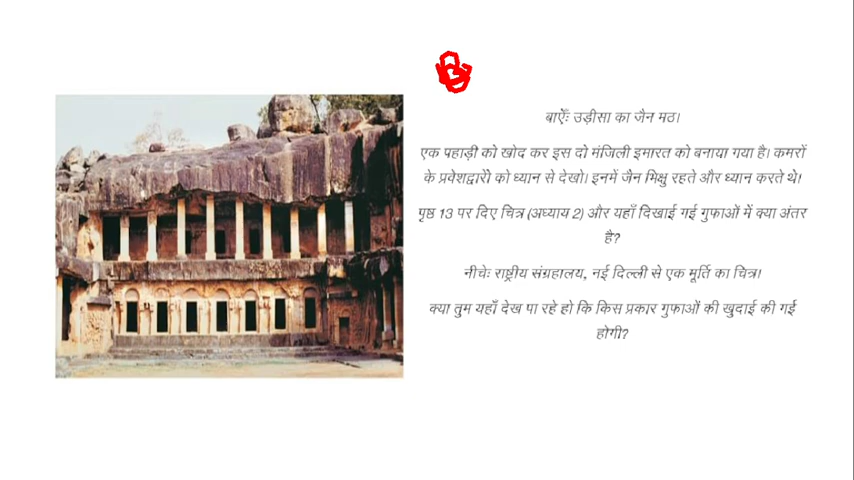 बाऐँः उड़ीसा का जैन मठ।
एक पहाड़ी को खोद कर इस दो मंजिली इमारत को बनाया गया है। कमरों
के प्रवेशद्वारों को ध्यान से देखो। इनमें जैन भिक्षु रहते और ध्यान करते थे।
पृष्ठ 13 पर दिए चित्र (अध्याय 2) और यहाँ दिखाई गई गुफाओं में क्या अंतर
है?
नीचेः राष्ट्रीय संग्रहालय, नई दिल्ली से एक मूर्ति का चित्र।
क्या तुम यहाँ देख पा रहे हो कि किस प्रकार गुफाओं की खुदाई की गई
होगी?